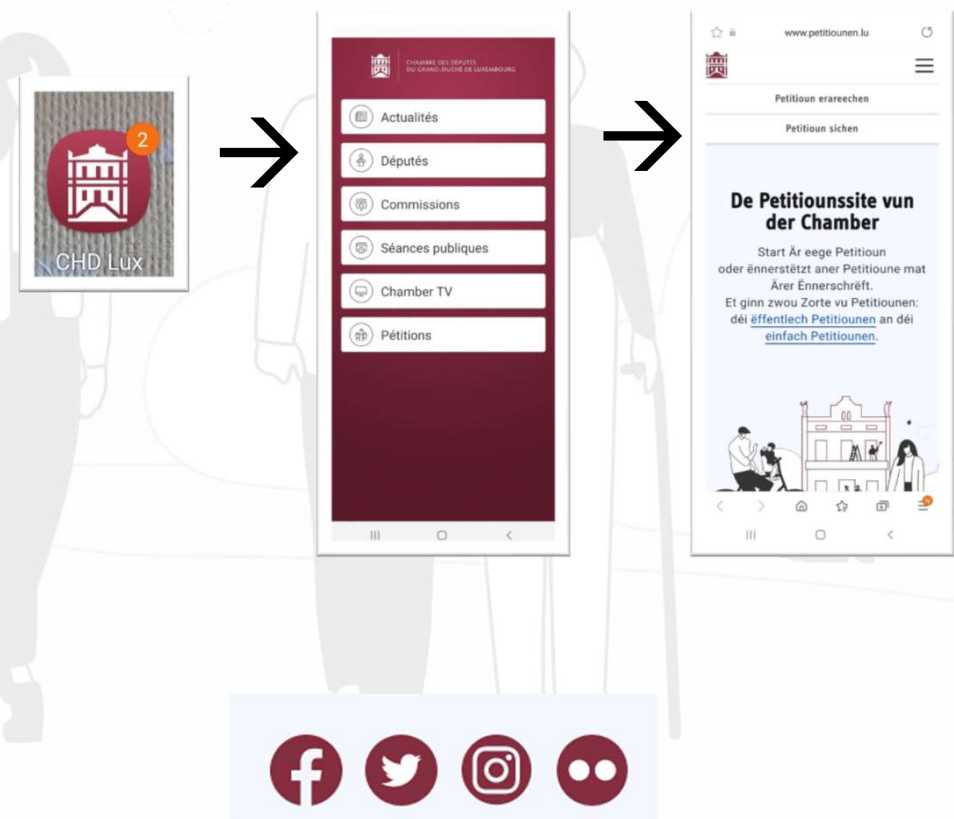 2
CHD Lux
CHAMBRE DES DÉPUTÉS
DU GRAND-DUCHÉ DE LUXEMBOURG
Actualités
Députés
Commissions
Séances publiques
Chamber TV
Pétitions
www.petitiounen.lu
Petitioun erareechen
Petitioun sichen
De Petitiounssite vun
der Chamber
Start Är eege Petitioun
oder ënnerstëtzt aner Petitioune mat
Ärer Ënnerschrëft.
Et ginn zwou Zorte vu Petitiounen:
déi ëffentlech Petitiounen an déi
einfach Petitiounen.